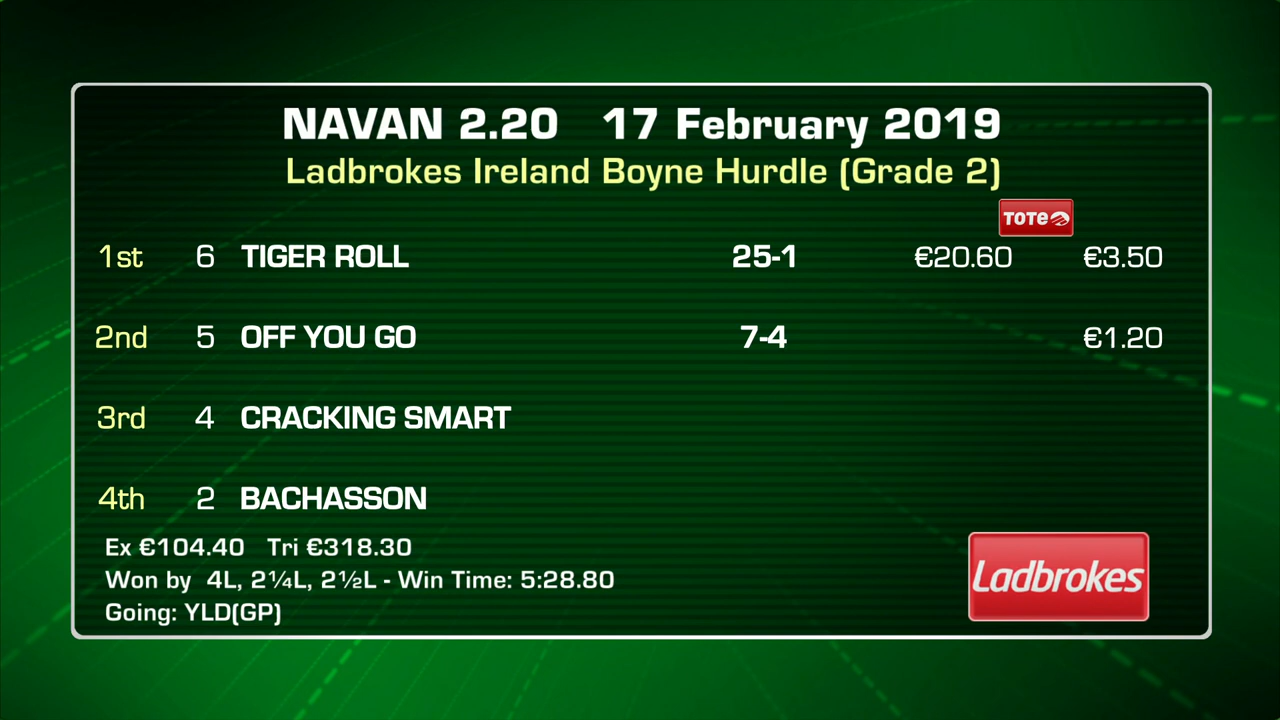 NAVAN 2.20 17 February 2019
Ladbrokes Ireland Boyne Hurdle (Grade 2)
TOTE
1st 6 TIGER ROLL 25-1 €20.60 €3.50
2nd 5 OFF YOU GO 7-4 €1.20
3rd 4 CRACKING SMART
4th 2 BACHASSON
Ex €104.40 Tri €318.30
Won by 4L, 2¼L, 2½L - Win Time: 5:28.80
Going: YLD(GP)
Ladbrokes